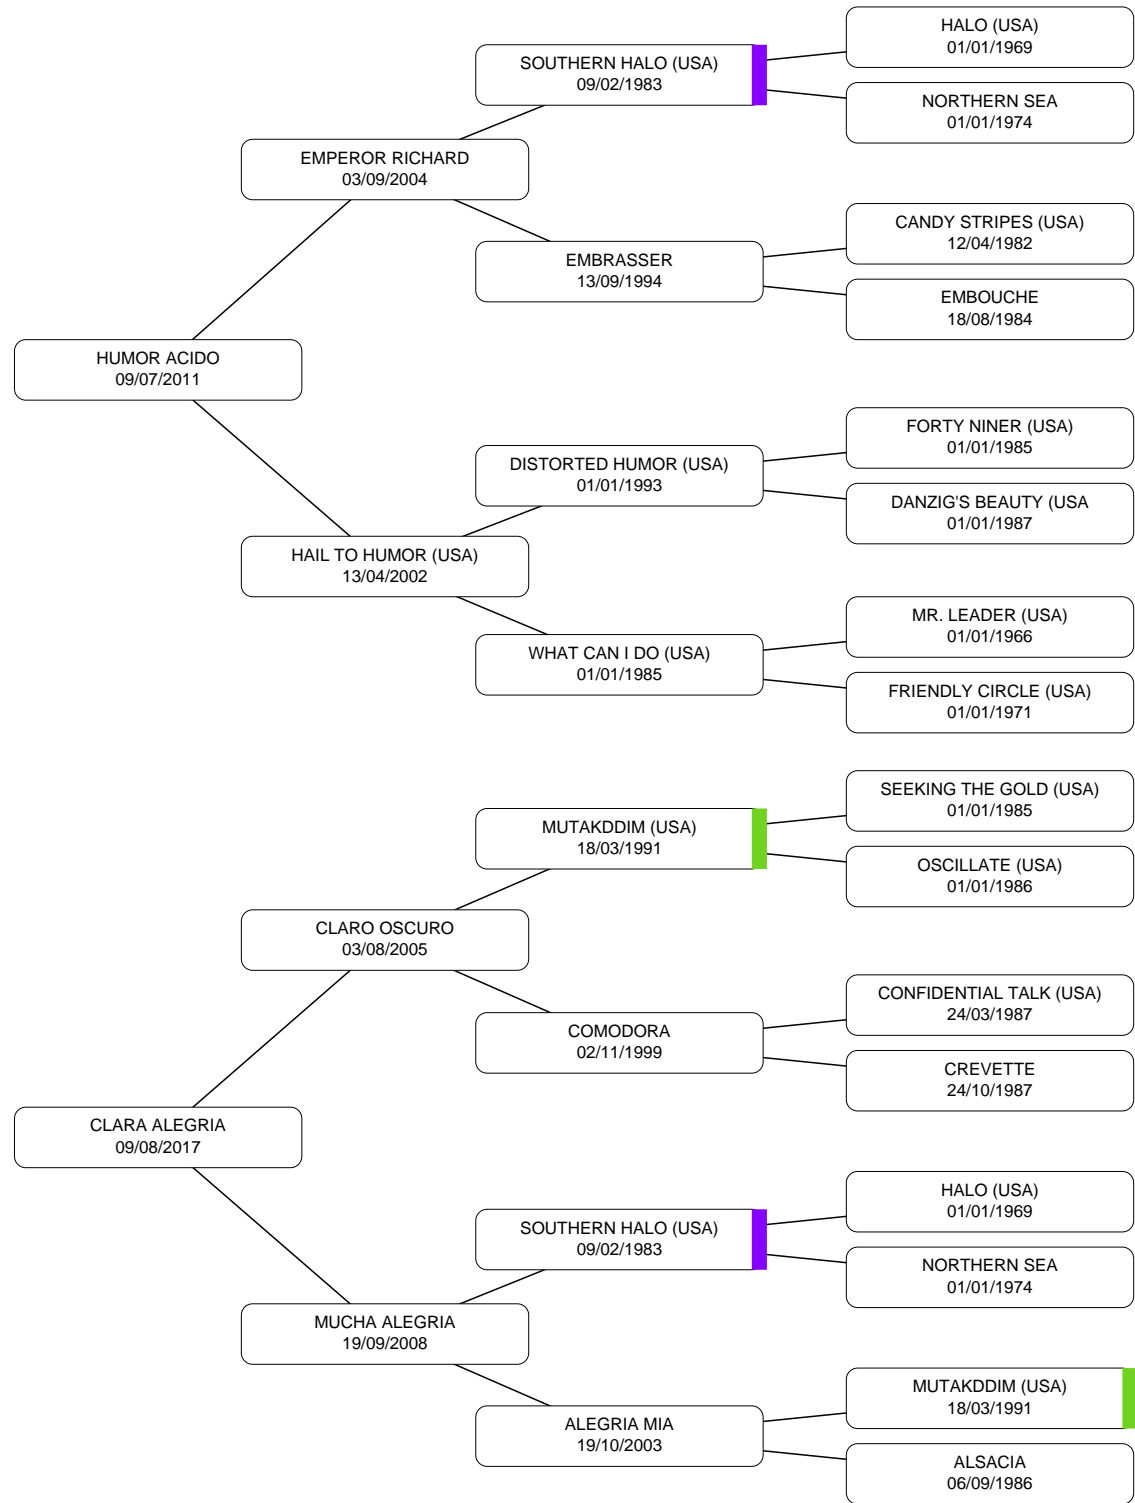 HALO (USA)
01/01/1969
SOUTHERN HALO (USA)
09/02/1983
NORTHERN SEA
01/01/1974
EMPEROR RICHARD
03/09/2004
CANDY STRIPES (USA)
12/04/1982
EMBRASSER
13/09/1994
EMBOUCHE
18/08/1984
HUMOR ACIDO
09/07/2011
FORTY NINER (USA)
01/01/1985
DISTORTED HUMOR (USA)
01/01/1993
DANZIG'S BEAUTY (USA
01/01/1987
HAIL TO HUMOR (USA)
13/04/2002
MR. LEADER (USA)
01/01/1966
WHAT CAN I DO (USA)
01/01/1985
FRIENDLY CIRCLE (USA)
01/01/1971
SEEKING THE GOLD (USA)
01/01/1985
MUTAKDDIM (USA)
18/03/1991
OSCILLATE (USA)
01/01/1986
CLARO OSCURO
03/08/2005
CONFIDENTIAL TALK (USA)
24/03/1987
COMODORA
02/11/1999
CREVETTE
24/10/1987
CLARA ALEGRIA
09/08/2017
HALO (USA)
01/01/1969
SOUTHERN HALO (USA)
09/02/1983
NORTHERN SEA
01/01/1974
MUCHA ALEGRIA
19/09/2008
MUTAKDDIM (USA)
18/03/1991
ALEGRIA MIA
19/10/2003
ALSACIA
06/09/1986